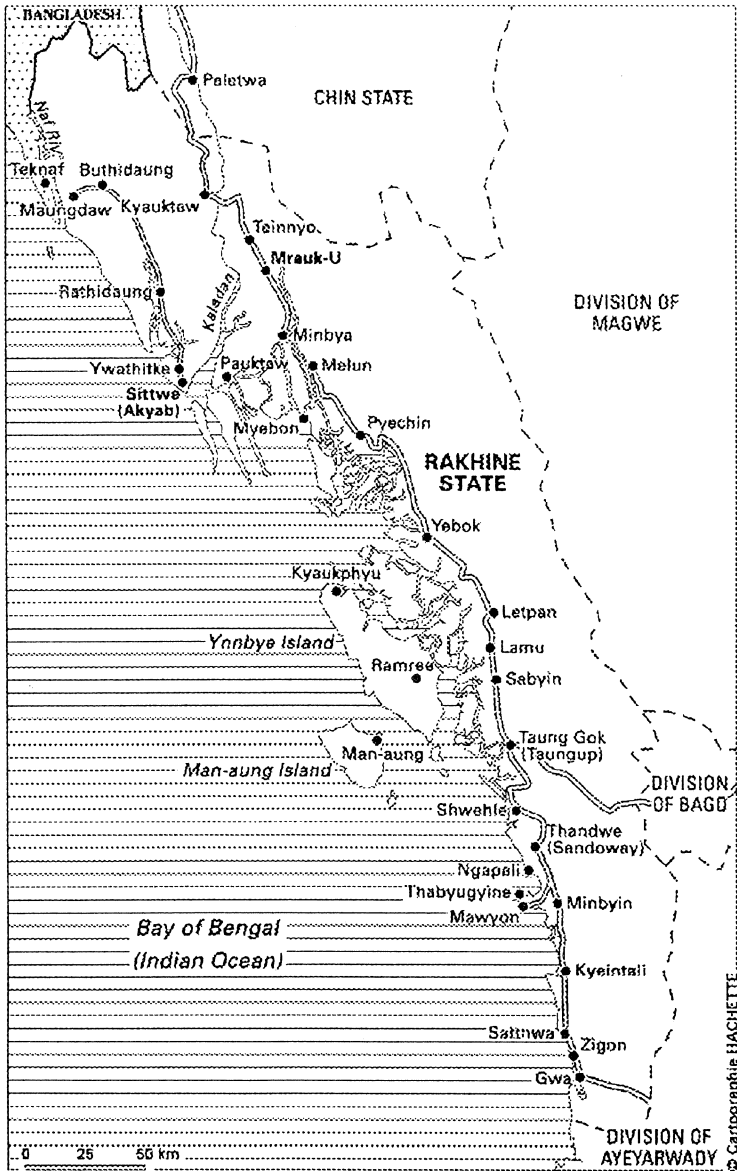 BANGLADESH
Paletwa
CHIN STATE
Naf Riv.
Teknaf
Buthidaung
Maungdaw
Kyauktaw
Teinnyo
Mrauk-U
DIVISION OF
MAGWE
Rathidaung
Kaladan
Minbya
Ywathitke
Pauktaw
Melun
Sittwe
(Akyab)
Myebon
Pyechin
RAKHINE
STATE
Yebok
Kyaukphyu
Letpan
Ynnbye Island
Lamu
Ramree
Sabyin
Taung Gok
(Taungup)
Man-aung
Man-aung Island
DIVISION
OF BAGO
Shwehle
Thandwe
(Sandoway)
Ngapali
Thabyugyine
Mawyon
Minbyin
Bay of Bengal
(Indian Ocean)
Kyeintali
Satthwa
Zigon
Gwa
DIVISION OF
AYEYARWADY
0 25 50 km
© Cartographie HACHETTE